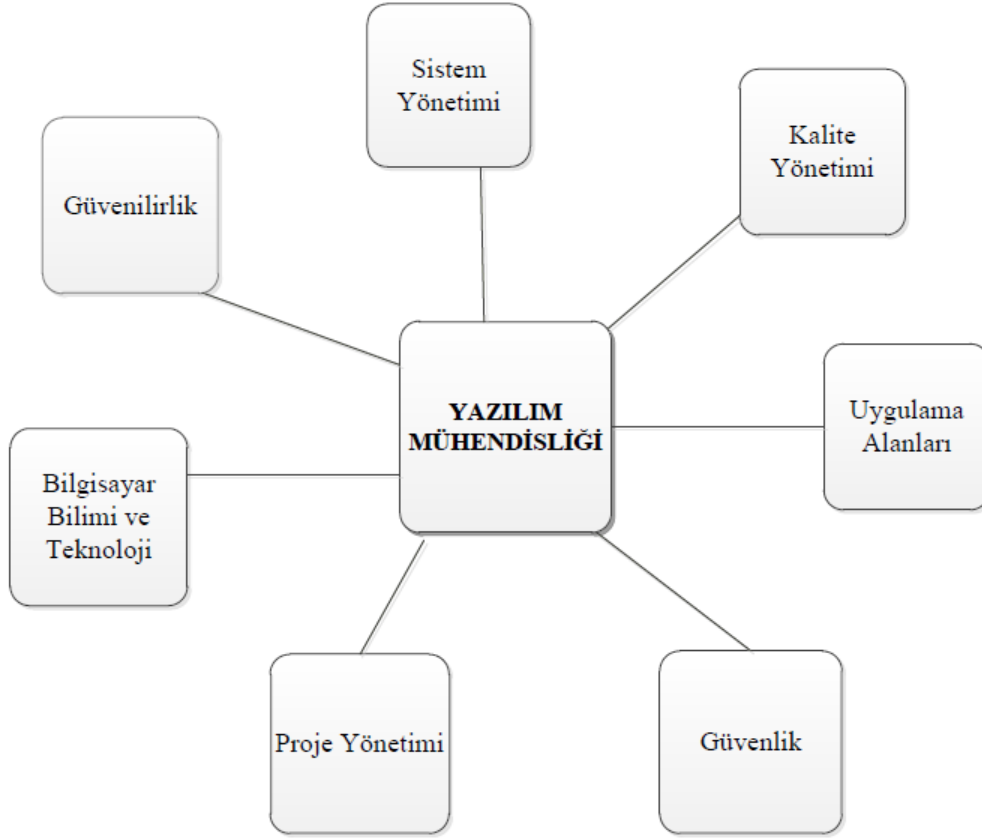 Sistem
Yönetimi
Kalite
Yönetimi
Güvenilirlik
YAZILIM
MÜHENDİSLİĞİ
Uygulama
Alanları
Bilgisayar
Bilimi ve
Teknoloji
Proje Yönetimi
Güvenlik